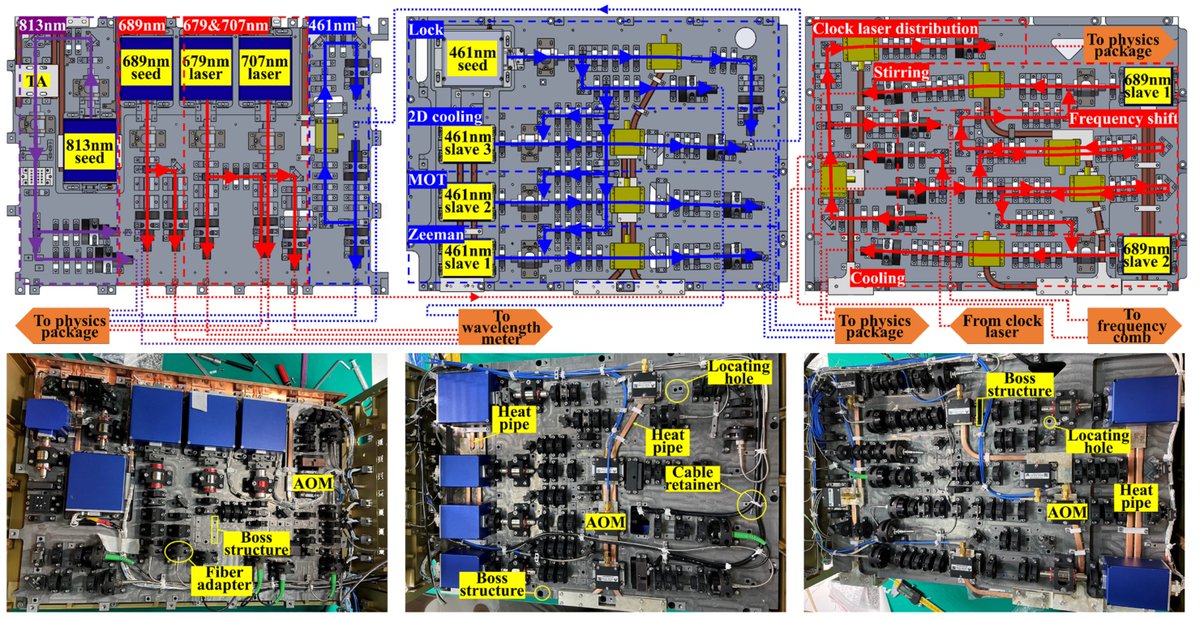 813nm
689nm
679&707nm
461nm
TA
689nm
seed
679nm
laser
707nm
laser
813nm
seed
Lock
461nm
seed
2D cooling
461nm
slave 3
MOT
461nm
slave 2
Zeeman
461nm
slave 1
Clock laser distribution
To physics
package
Stirring
689nm
slave 1
Frequency shift
689nm
slave 2
Cooling
To physics
package
To
wavelength
meter
To physics
package
From clock
laser
To
frequency
comb
AOM
Boss
structure
Fiber
adapter
Locating
hole
Heat
pipe
Heat
pipe
Cable
retainer
AOM
Boss
structure
Boss
structure
Locating
hole
Heat
pipe
AOM